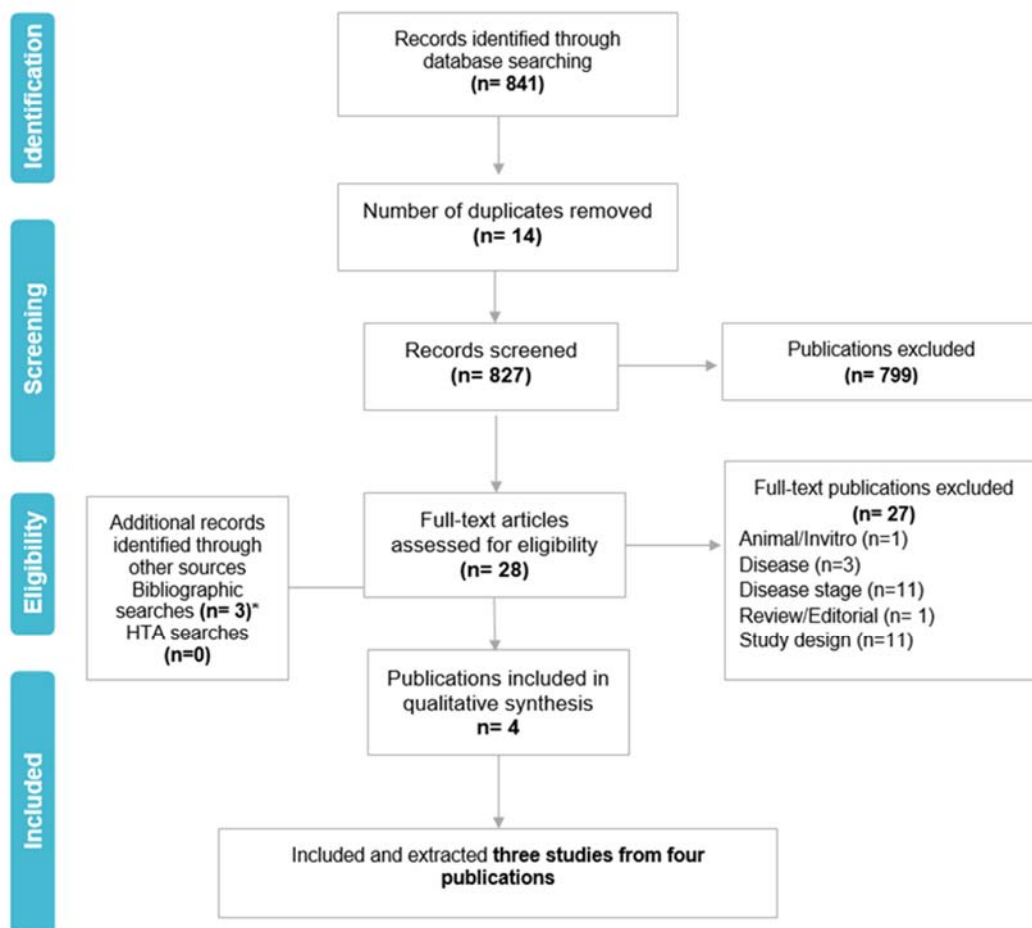 Identification
Records identified through
database searching
(n= 841)
Number of duplicates removed
(n= 14)
Screening
Records screened
(n= 827)
Publications excluded
(n= 799)
Eligibility
Additional records
identified through
other sources
Bibliographic
searches (n= 3)*
HTA searches
(n=0)
Full-text articles
assessed for eligibility
(n= 28)
Full-text publications excluded
(n= 27)
Animal/Invitro (n=1)
Disease (n=3)
Disease stage (n=11)
Review/Editorial (n= 1)
Study design (n=11)
Included
Publications included in
qualitative synthesis
n= 4
Included and extracted three studies from four
publications